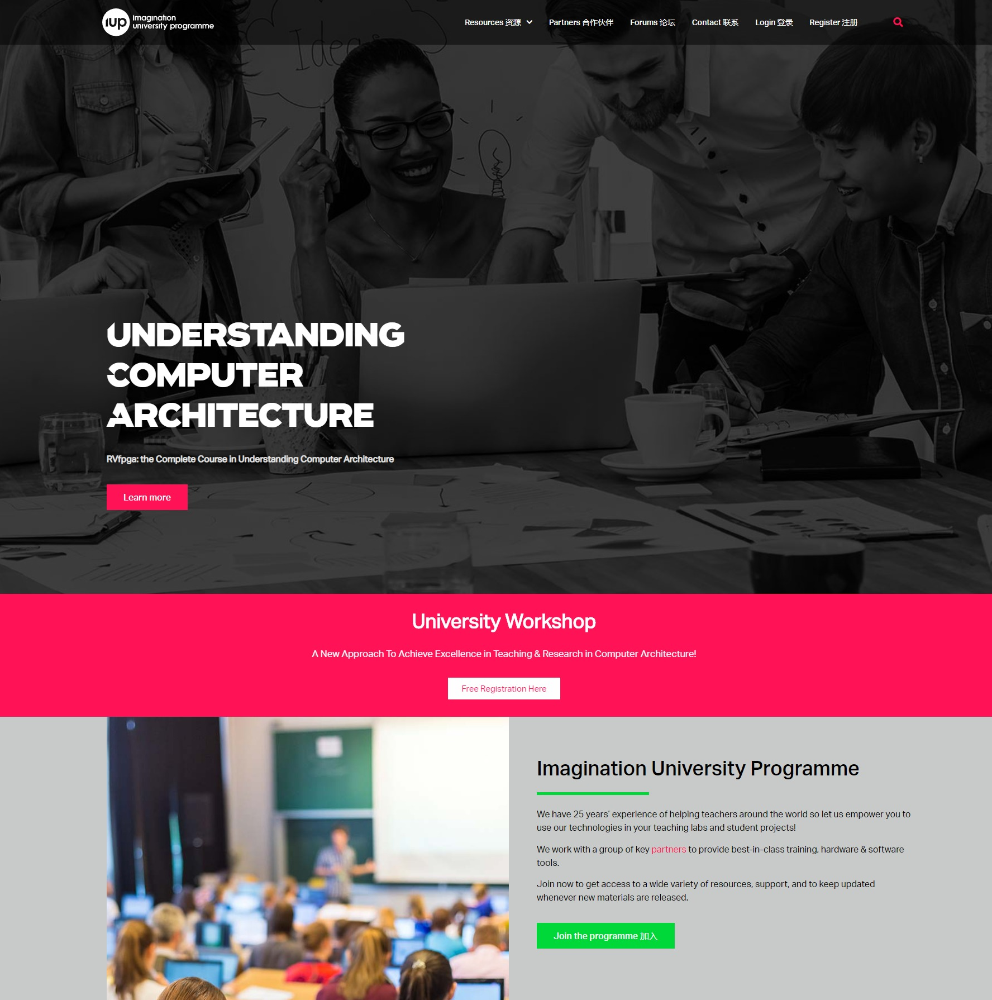 iup Imagination
university programme
Resources 资源 Partners 合作伙伴 Forums 论坛 Contact 联系 Login 登录 Register 注册
Ideas
UNDERSTANDING
COMPUTER
ARCHITECTURE
RVfpga: the Complete Course in Understanding Computer Architecture
Learn more
University Workshop
A New Approach To Achieve Excellence in Teaching & Research in Computer Architecture!
Free Registration Here
Imagination University Programme
We have 25 years’ experience of helping teachers around the world so let us empower you to
use our technologies in your teaching labs and student projects!
We work with a group of key partners to provide best-in-class training, hardware & software
tools.
Join now to get access to a wide variety of resources, support, and to keep updated
whenever new materials are released.
Join the programme 加入